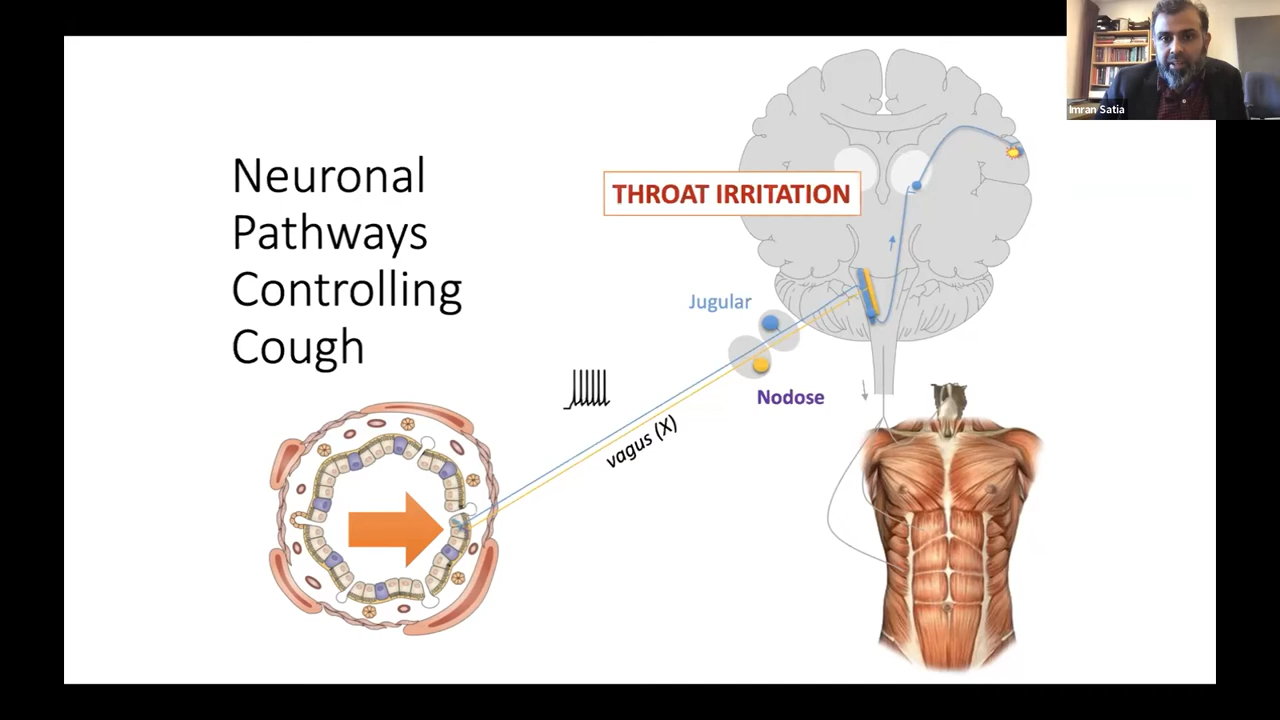 Imran Satia
Neuronal
Pathways
Controlling
Cough
THROAT IRRITATION
Jugular
Nodose
vagus (X)